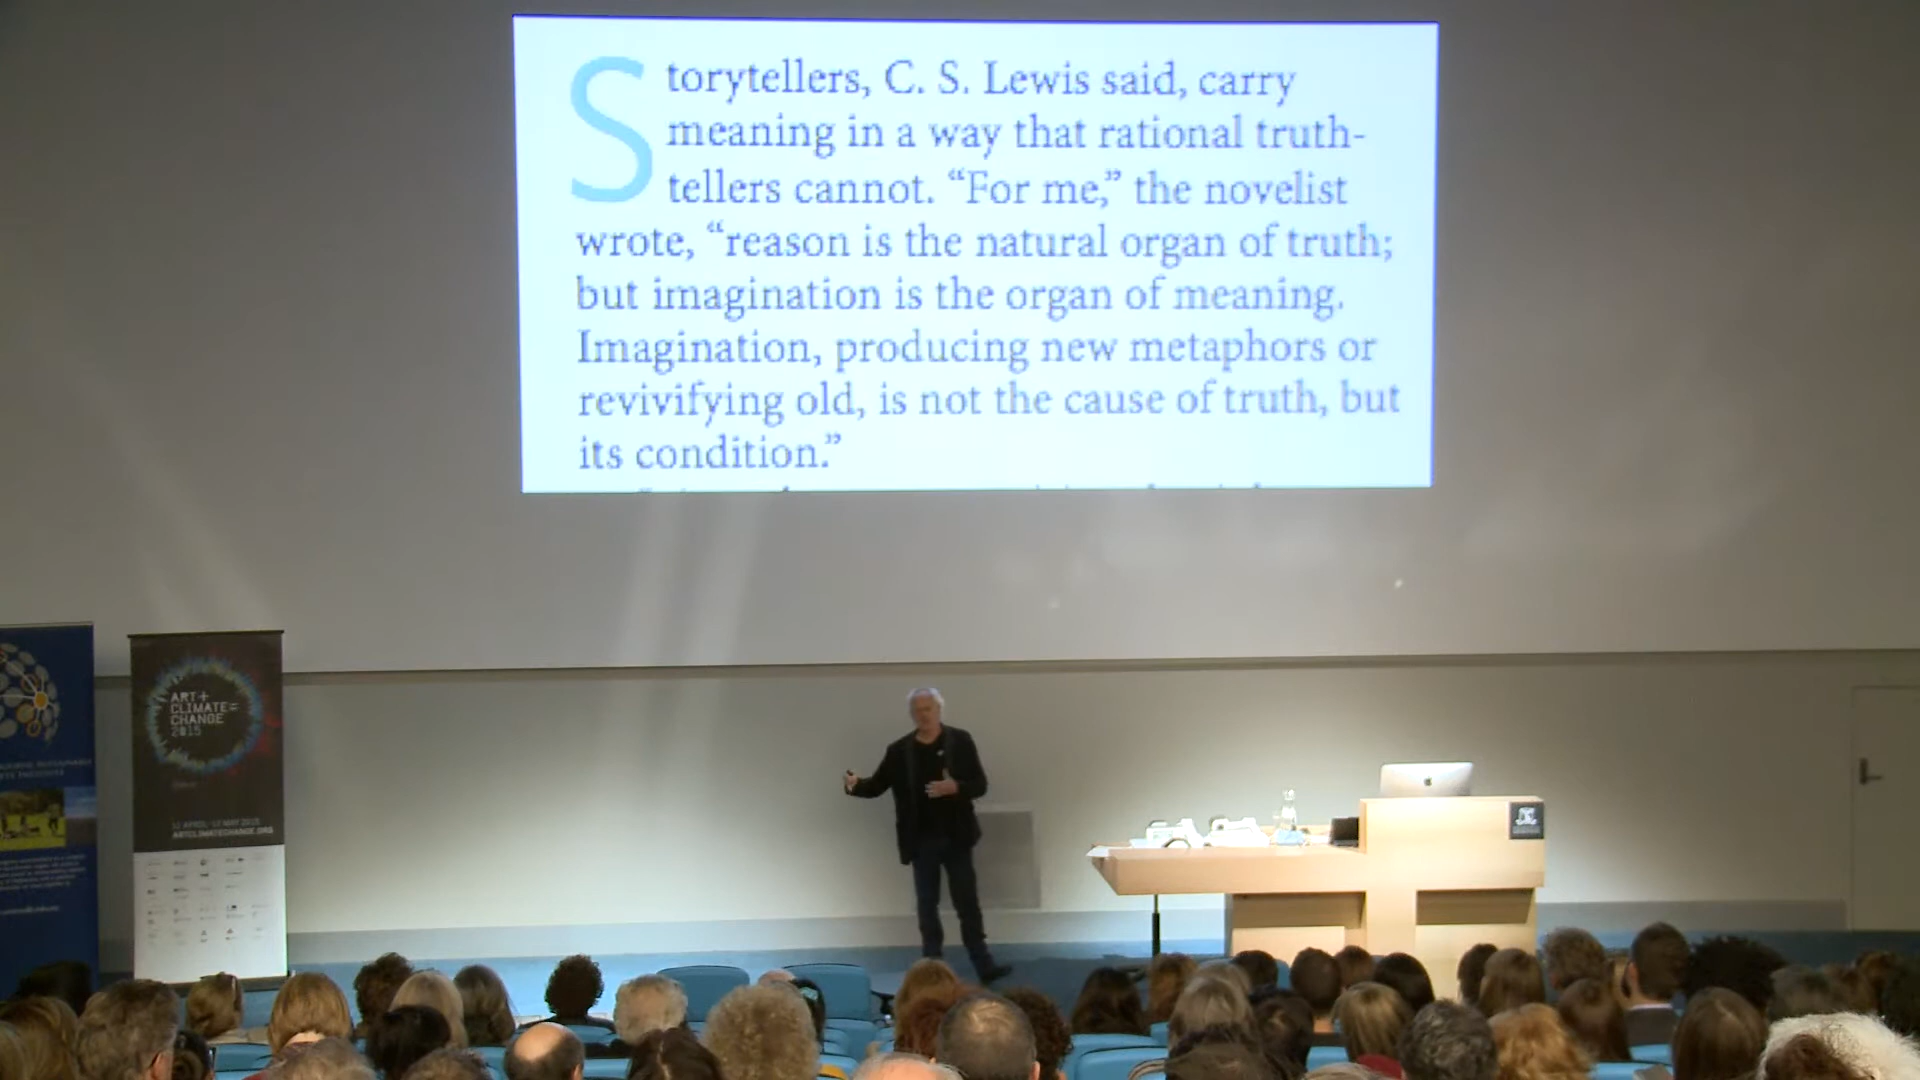 Storytellers, C. S. Lewis said, carry
meaning in a way that rational truth-
tellers cannot. “For me,” the novelist
wrote, “reason is the natural organ of truth;
but imagination is the organ of meaning.
Imagination, producing new metaphors or
revivifying old, is not the cause of truth, but
its condition.”
ART+
CLIMATE=
CHANGE
2015
ARTCLIMATECHANGE.ORG